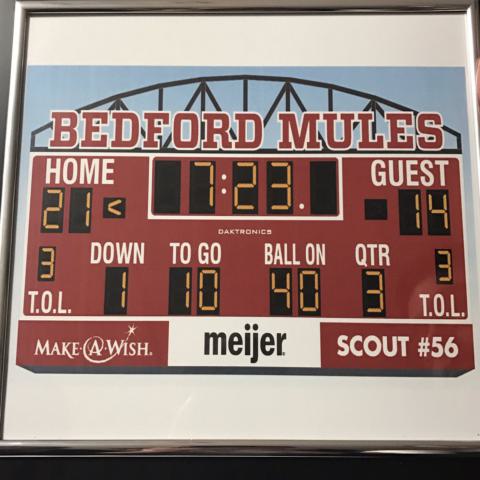 BEDFORD MULES
HOME 7:23. GUEST
21 < 14
DAKTRONICS
3 DOWN TO GO BALL ON QTR 3
T.O.L. 1 10 40 3 T.O.L.
MAKE-A-WISH® meijer® SCOUT #56